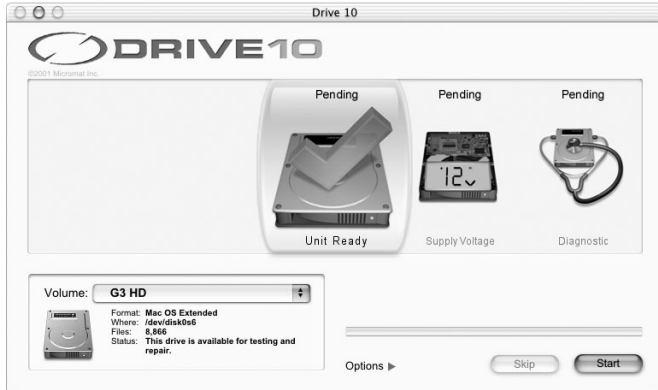 Drive 10
DRIVE10
©2001 Micromat Inc.
Pending
Pending
Pending
12v
Unit Ready
Supply Voltage
Diagnostic
Volume: G3 HD
Format: Mac OS Extended
Where: /dev/disk0s6
Files: 8,866
Status: This drive is available for testing and
repair.
Options
Skip
Start